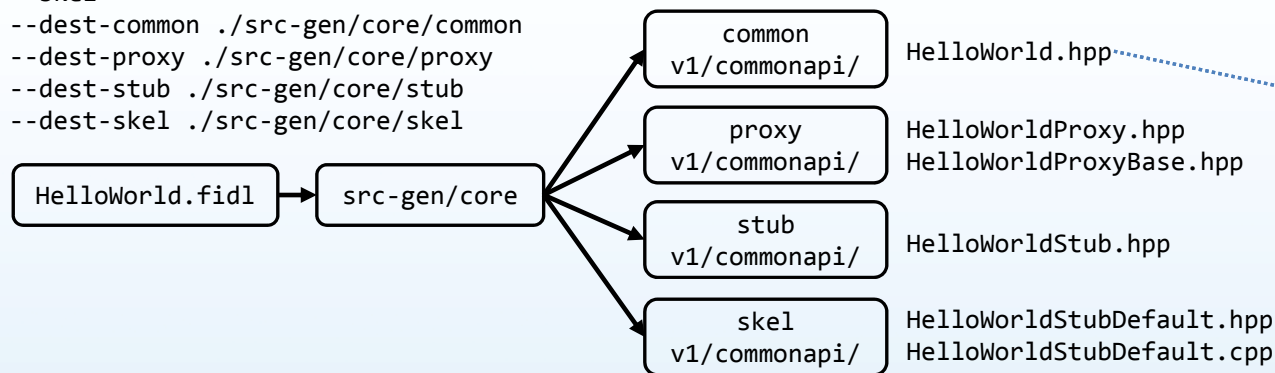 --dest-common ./src-gen/core/common
--dest-proxy ./src-gen/core/proxy
--dest-stub ./src-gen/core/stub
--dest-skel ./src-gen/core/skel
HelloWorld.fidl
src-gen/core
common
v1/commonapi/
HelloWorld.hpp
proxy
v1/commonapi/
HelloWorldProxy.hpp
HelloWorldProxyBase.hpp
stub
v1/commonapi/
HelloWorldStub.hpp
skel
v1/commonapi/
HelloWorldStubDefault.hpp
HelloWorldStubDefault.cpp